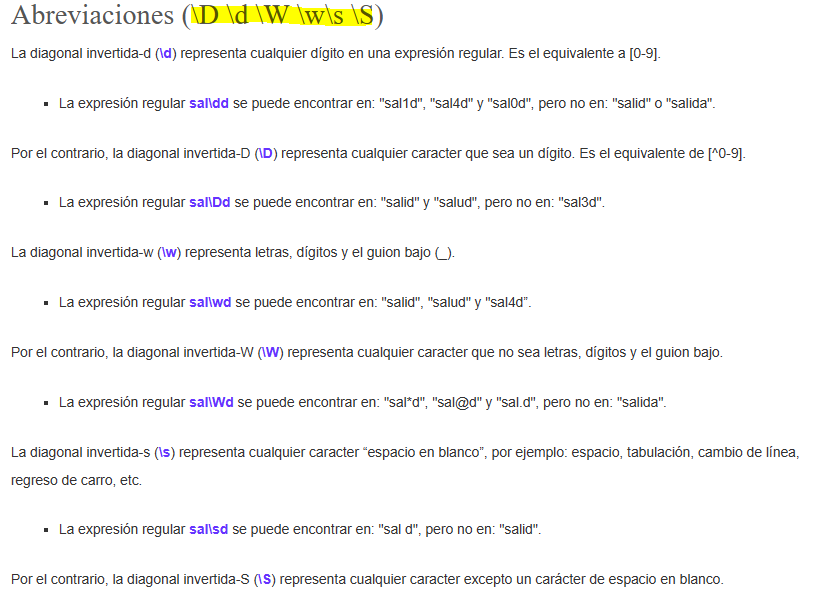 Abreviaciones (\D \d \W \w\s \S)
La diagonal invertida-d (\d) representa cualquier dígito en una expresión regular. Es el equivalente a [0-9].
▪ La expresión regular sal\dd se puede encontrar en: "sal1d", "sal4d" y "sal0d", pero no en: "salid" o "salida".
Por el contrario, la diagonal invertida-D (\D) representa cualquier caracter que sea un dígito. Es el equivalente de [^0-9].
▪ La expresión regular sal\Dd se puede encontrar en: "salid" y "salud", pero no en: "sal3d".
La diagonal invertida-w (\w) representa letras, dígitos y el guion bajo (_).
▪ La expresión regular sal\wd se puede encontrar en: "salid", "salud" y "sal4d”.
Por el contrario, la diagonal invertida-W (\W) representa cualquier caracter que no sea letras, dígitos y el guion bajo.
▪ La expresión regular sal\Wd se puede encontrar en: "sal*d", "sal@d" y "sal.d", pero no en: "salida".
La diagonal invertida-s (\s) representa cualquier caracter “espacio en blanco”, por ejemplo: espacio, tabulación, cambio de línea,
regreso de carro, etc.
▪ La expresión regular sal\sd se puede encontrar en: "sal d", pero no en: "salid".
Por el contrario, la diagonal invertida-S (\S) representa cualquier caracter excepto un carácter de espacio en blanco.